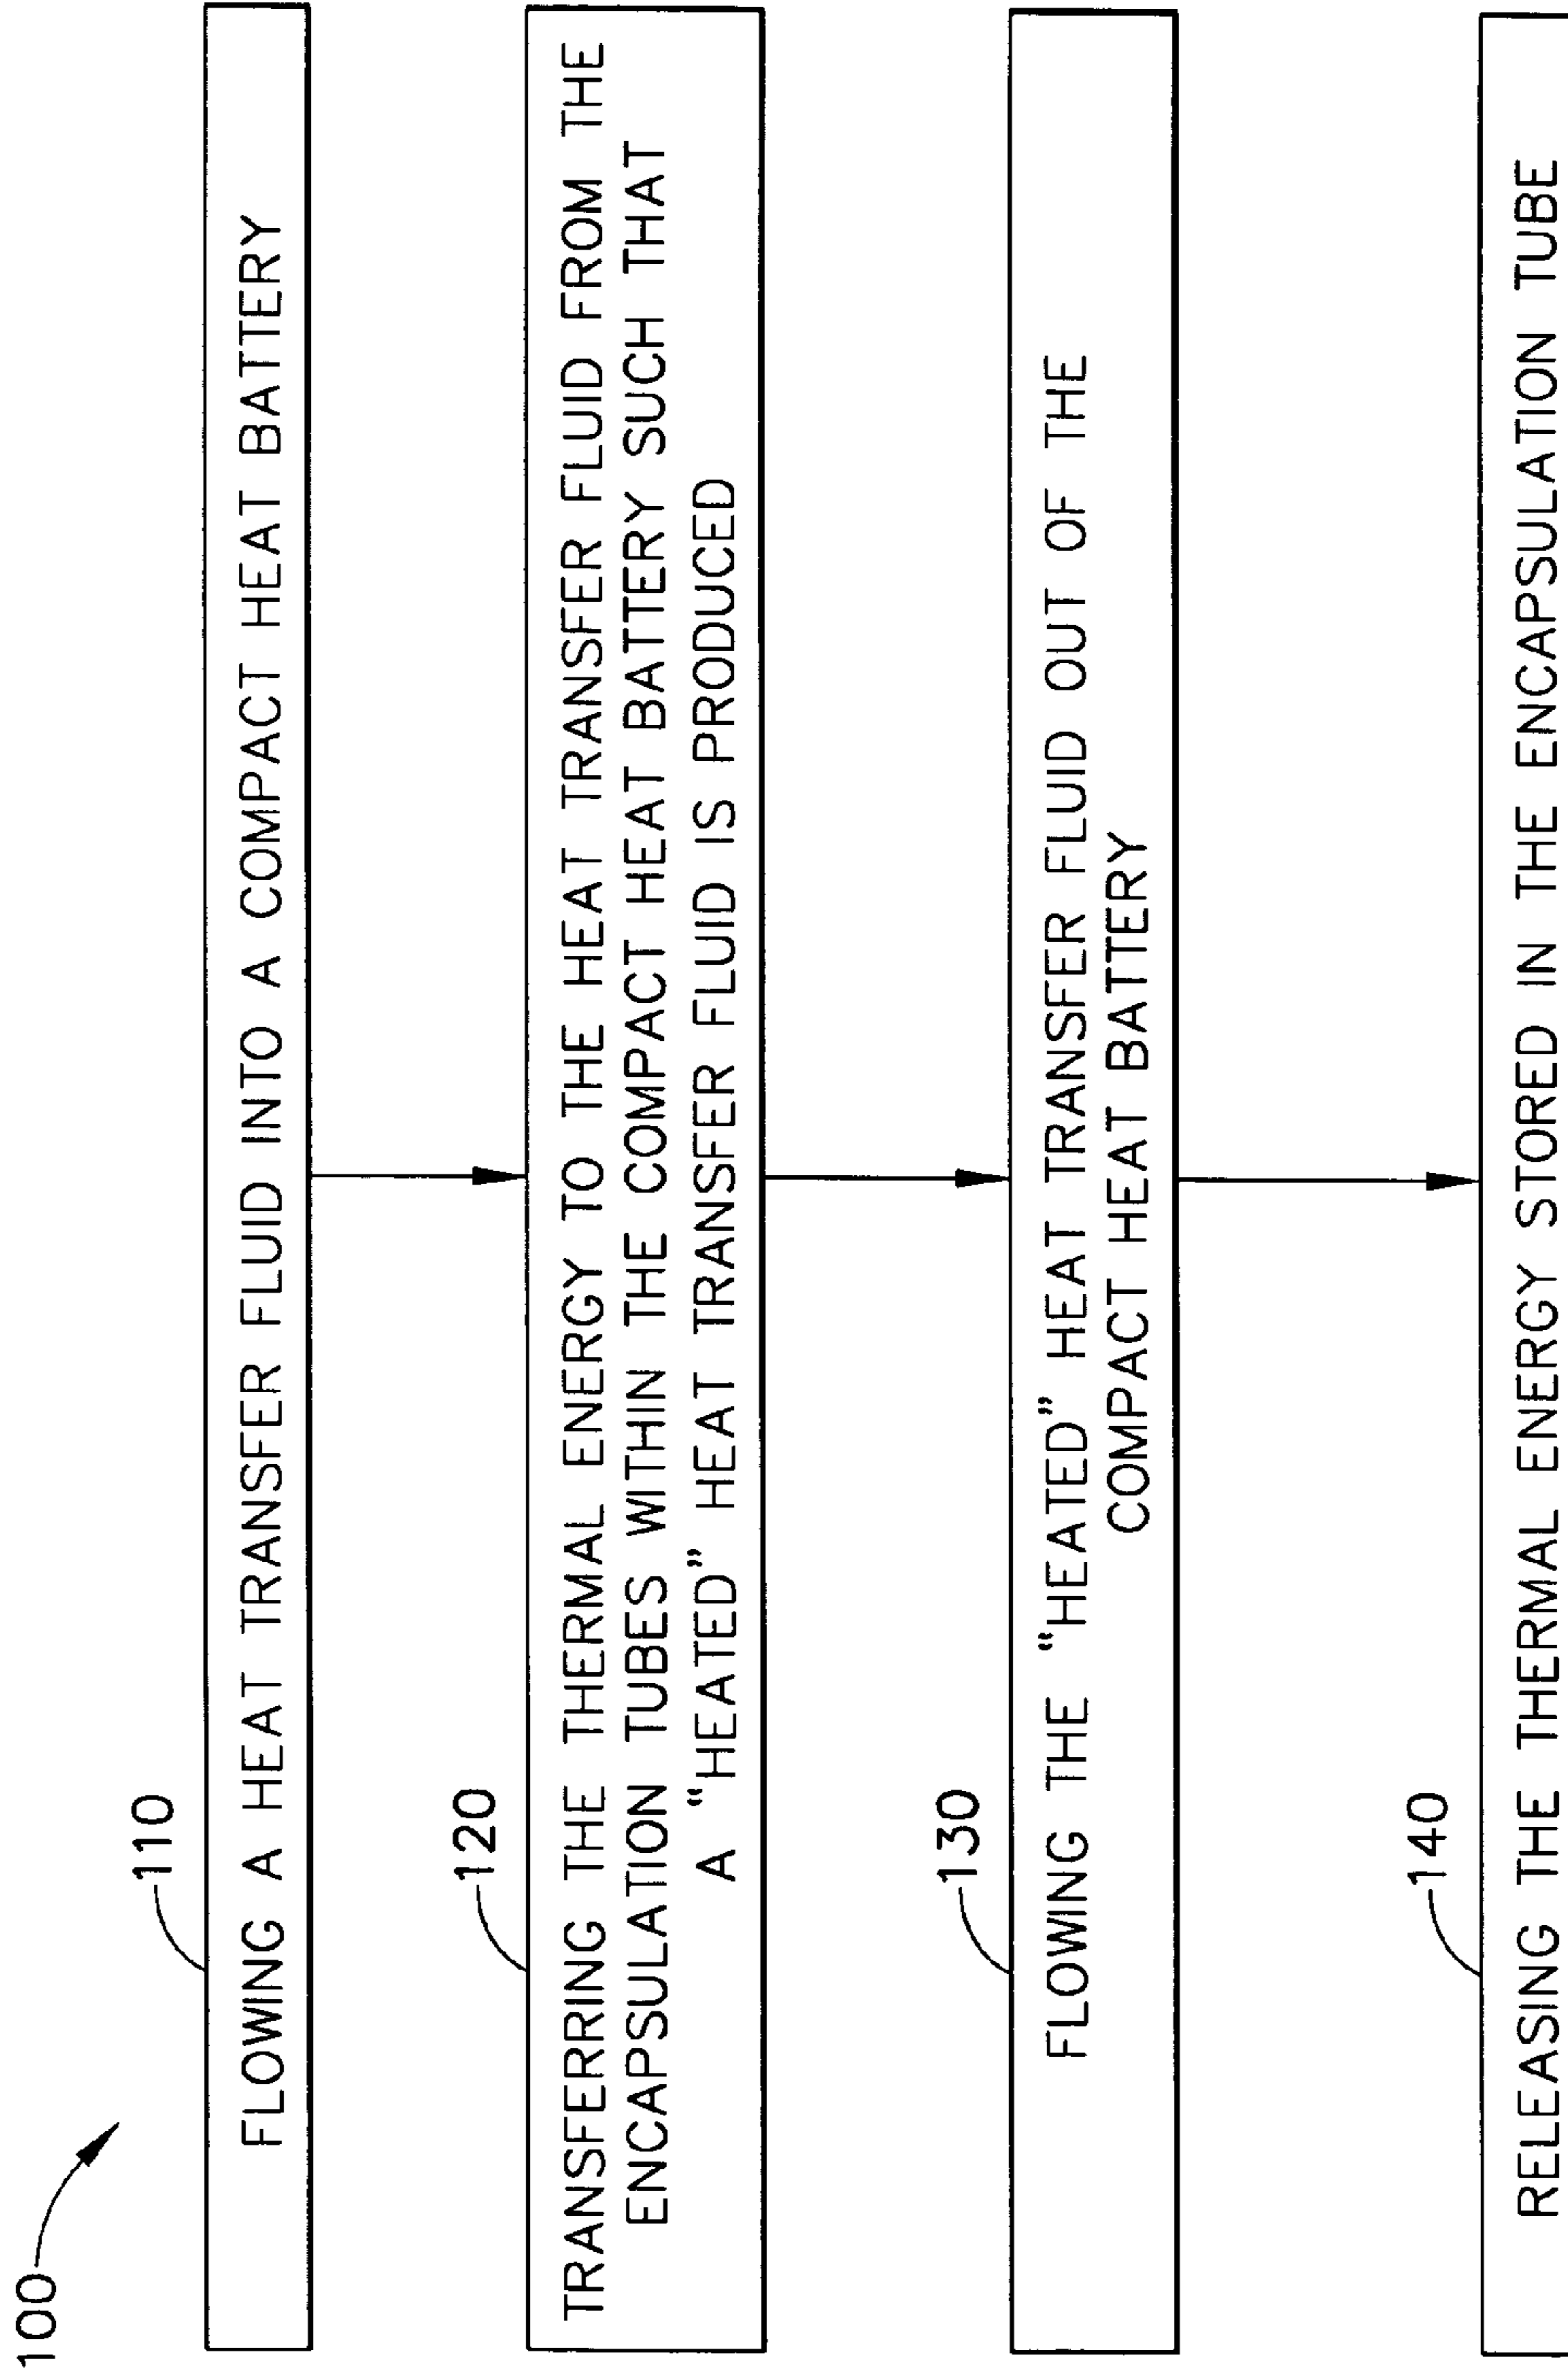 100
110
FLOWING A HEAT TRANSFER FLUID INTO A COMPACT HEAT BATTERY
120
TRANSFERRING THE THERMAL ENERGY TO THE HEAT TRANSFER FLUID FROM THE
ENCAPSULATION TUBES WITHIN THE COMPACT HEAT BATTERY SUCH THAT
A “HEATED” HEAT TRANSFER FLUID IS PRODUCED
130
FLOWING THE “HEATED” HEAT TRANSFER FLUID OUT OF THE
COMPACT HEAT BATTERY
140
RELEASING THE THERMAL ENERGY STORED IN THE ENCAPSULATION TUBE